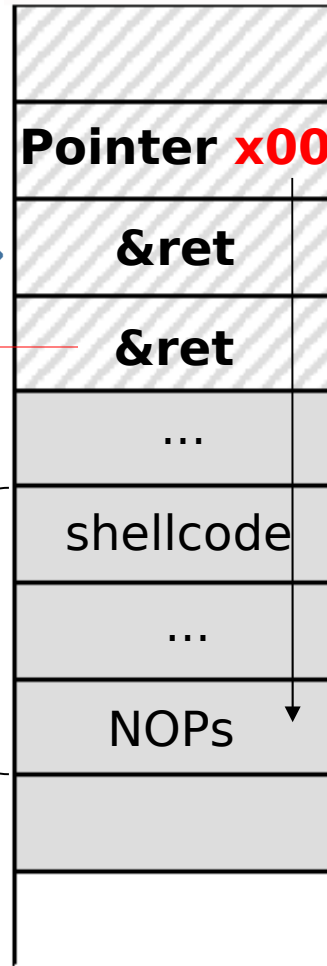 Pointer x00
&ret
&ret
...
shellcode
...
NOPs